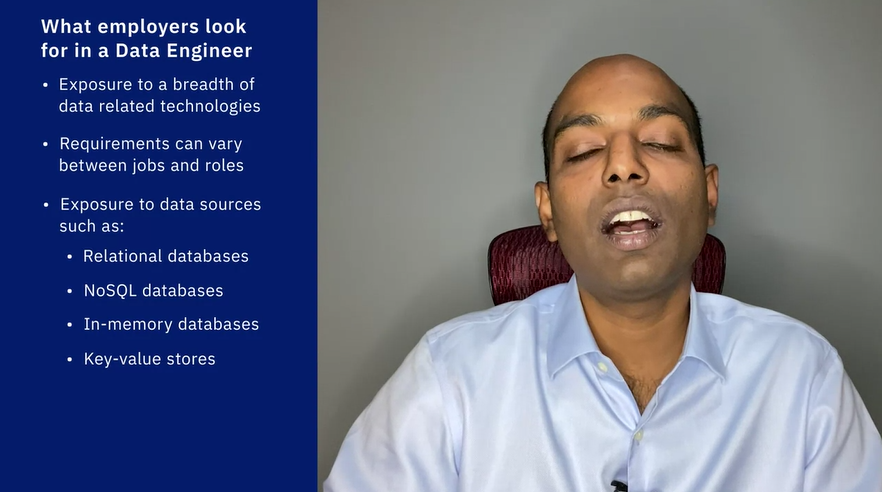 What employers look
for in a Data Engineer
• Exposure to a breadth of
data related technologies
• Requirements can vary
between jobs and roles
• Exposure to data sources
such as:
• Relational databases
• NoSQL databases
• In-memory databases
• Key-value stores